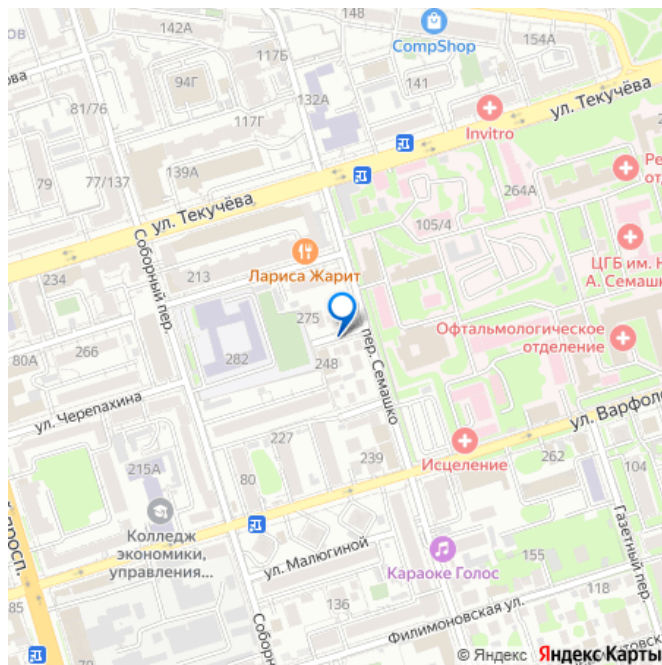 148
142А
CompShop
154А
117Б
94Г
141
132А
ул. Текучёва
81/76
117Г
Invitro
139А
79
77/137
264А
ул. Текучёва
105/4
Соборный пер.
Лариса Жарит
ЦГБ им. Н
А. Семашк
234
213
275
Офтальмологическое
отделение
266
80А
282
248
пер. Семашко
ул. Черепахина
ул. Варфол
227
239
Исцеление
262
215А
80
104
Колледж
экономики,
управления...
просп.
Газетный пер.
ул. Малюгиной
Караоке Голос
155
85
118
136
Филимоновская ул.
© Яндекс Яндекс Карты